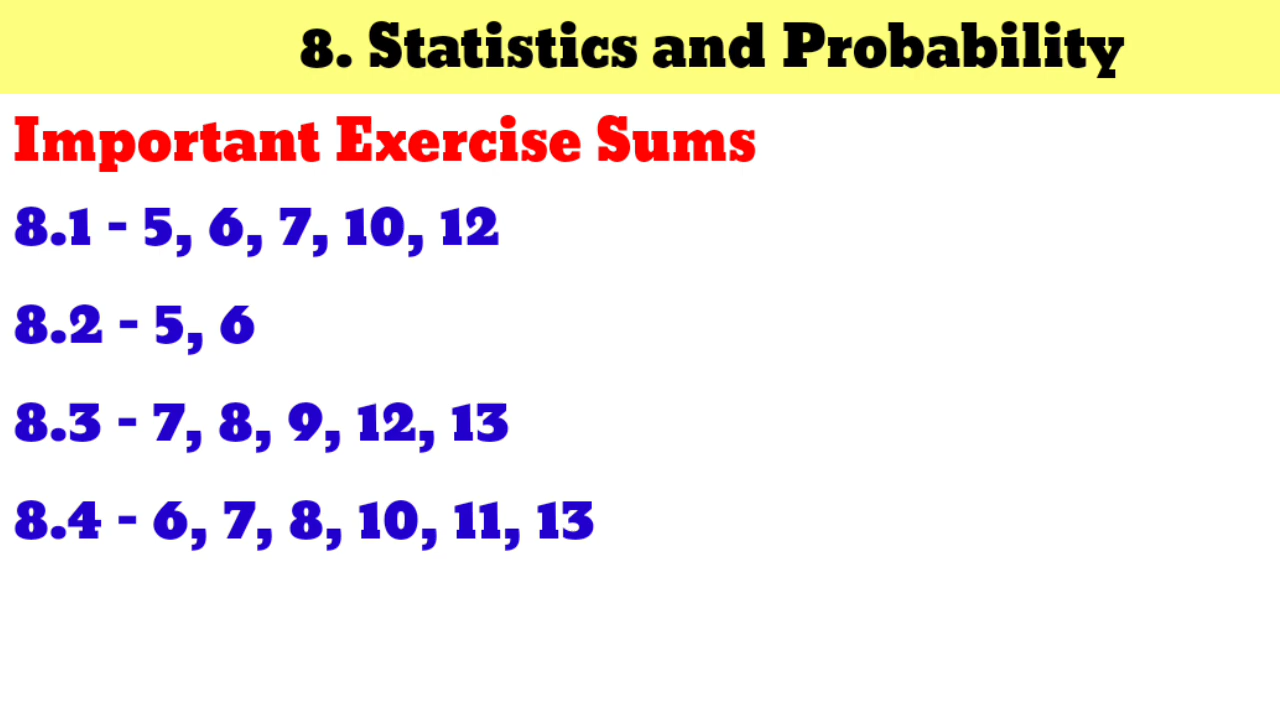 8. Statistics and Probability
Important Exercise Sums
8.1 - 5, 6, 7, 10, 12
8.2 - 5, 6
8.3 - 7, 8, 9, 12, 13
8.4 - 6, 7, 8, 10, 11, 13